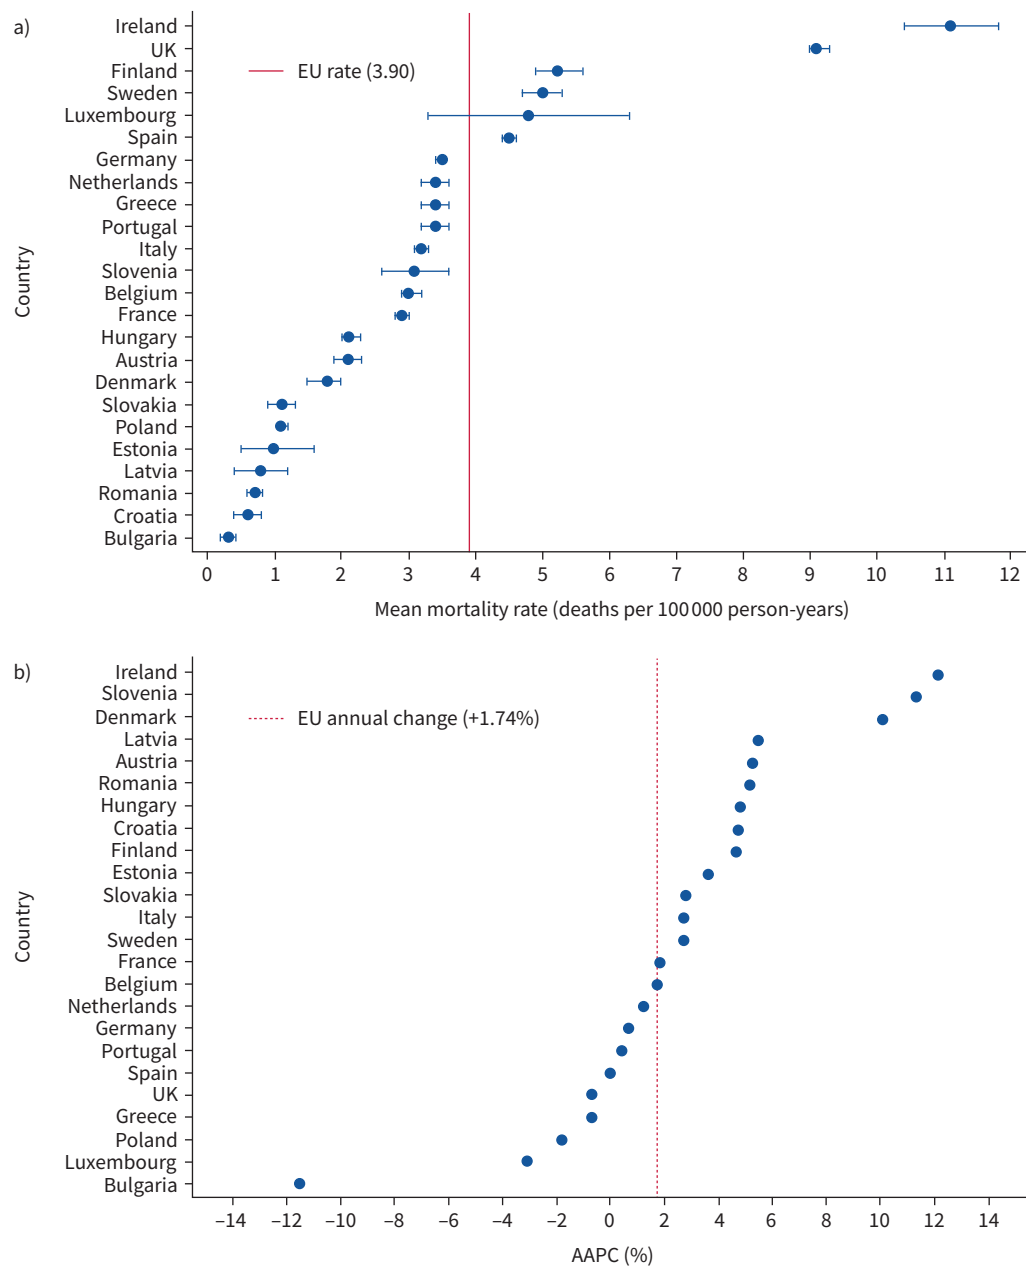 a)
Ireland
UK
Finland
Sweden
Luxembourg
Spain
Germany
Netherlands
Greece
Portugal
Italy
Slovenia
Belgium
France
Hungary
Austria
Denmark
Slovakia
Poland
Estonia
Latvia
Romania
Croatia
Bulgaria
Country
EU rate (3.90)
0 1 2 3 4 5 6 7 8 9 10 11 12
Mean mortality rate (deaths per 100 000 person-years)
b)
Ireland
Slovenia
Denmark
Latvia
Austria
Romania
Hungary
Croatia
Finland
Estonia
Slovakia
Italy
Sweden
France
Belgium
Netherlands
Germany
Portugal
Spain
UK
Greece
Poland
Luxembourg
Bulgaria
Country
EU annual change (+1.74%)
–14 –12 –10 –8 –6 –4 –2 0 2 4 6 8 10 12 14
AAPC (%)